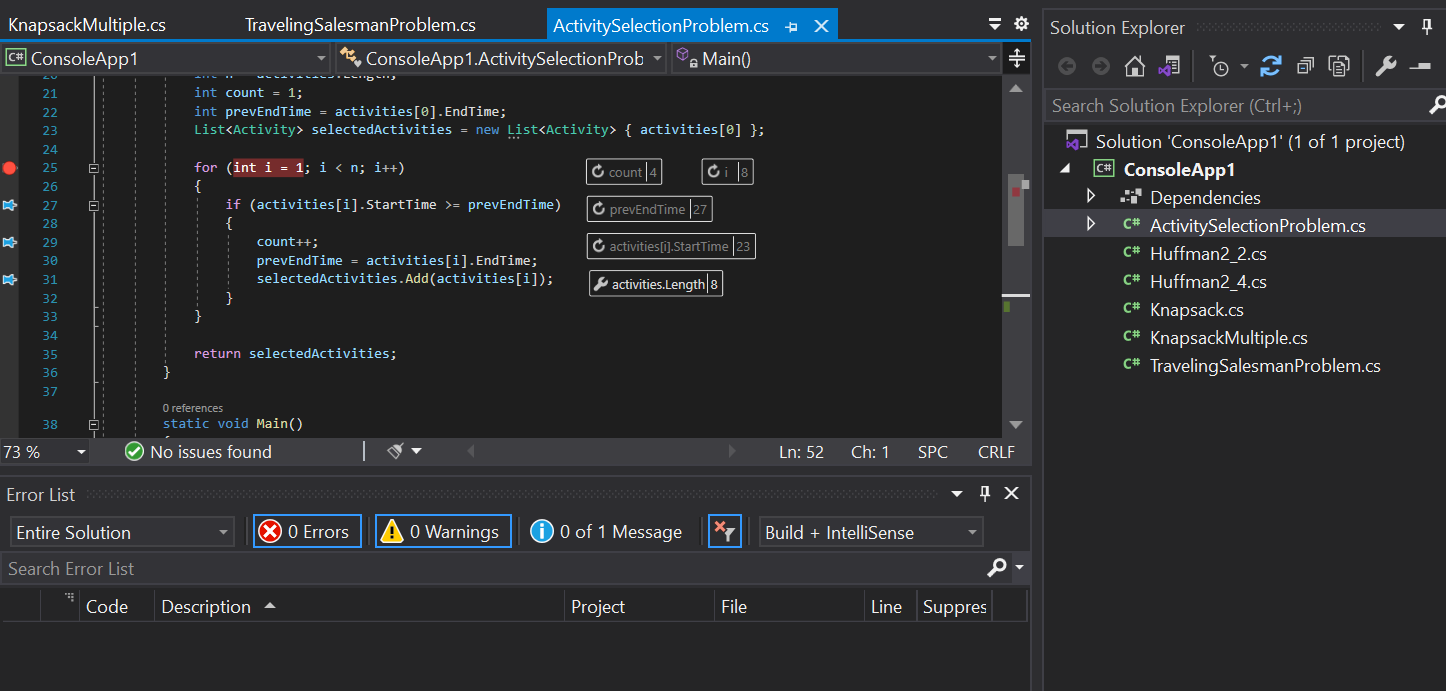 KnapsackMultiple.cs TravelingSalesmanProblem.cs ActivitySelectionProblem.cs
C# ConsoleApp1 ConsoleApp1.ActivitySelectionProb Main()
21 int count = 1;
22 int prevEndTime = activities[0].EndTime;
23 List<Activity> selectedActivities = new List<Activity> { activities[0] };
24
25 for (int i = 1; i < n; i++) count 4 i 8
26 {
27 if (activities[i].StartTime >= prevEndTime) prevEndTime 27
28 {
29 count++; activities[i].StartTime 23
30 prevEndTime = activities[i].EndTime;
31 selectedActivities.Add(activities[i]); activities.Length 8
32 }
33 }
34
35 return selectedActivities;
36 }
37
0 references
38 static void Main()
73 % No issues found Ln: 52 Ch: 1 SPC CRLF
Error List
Entire Solution 0 Errors 0 Warnings 0 of 1 Message Build + IntelliSense
Search Error List
Code Description Project File Line Suppres
Solution Explorer
Search Solution Explorer (Ctrl+;)
Solution 'ConsoleApp1' (1 of 1 project)
C# ConsoleApp1
Dependencies
C# ActivitySelectionProblem.cs
C# Huffman2_2.cs
C# Huffman2_4.cs
C# Knapsack.cs
C# KnapsackMultiple.cs
C# TravelingSalesmanProblem.cs